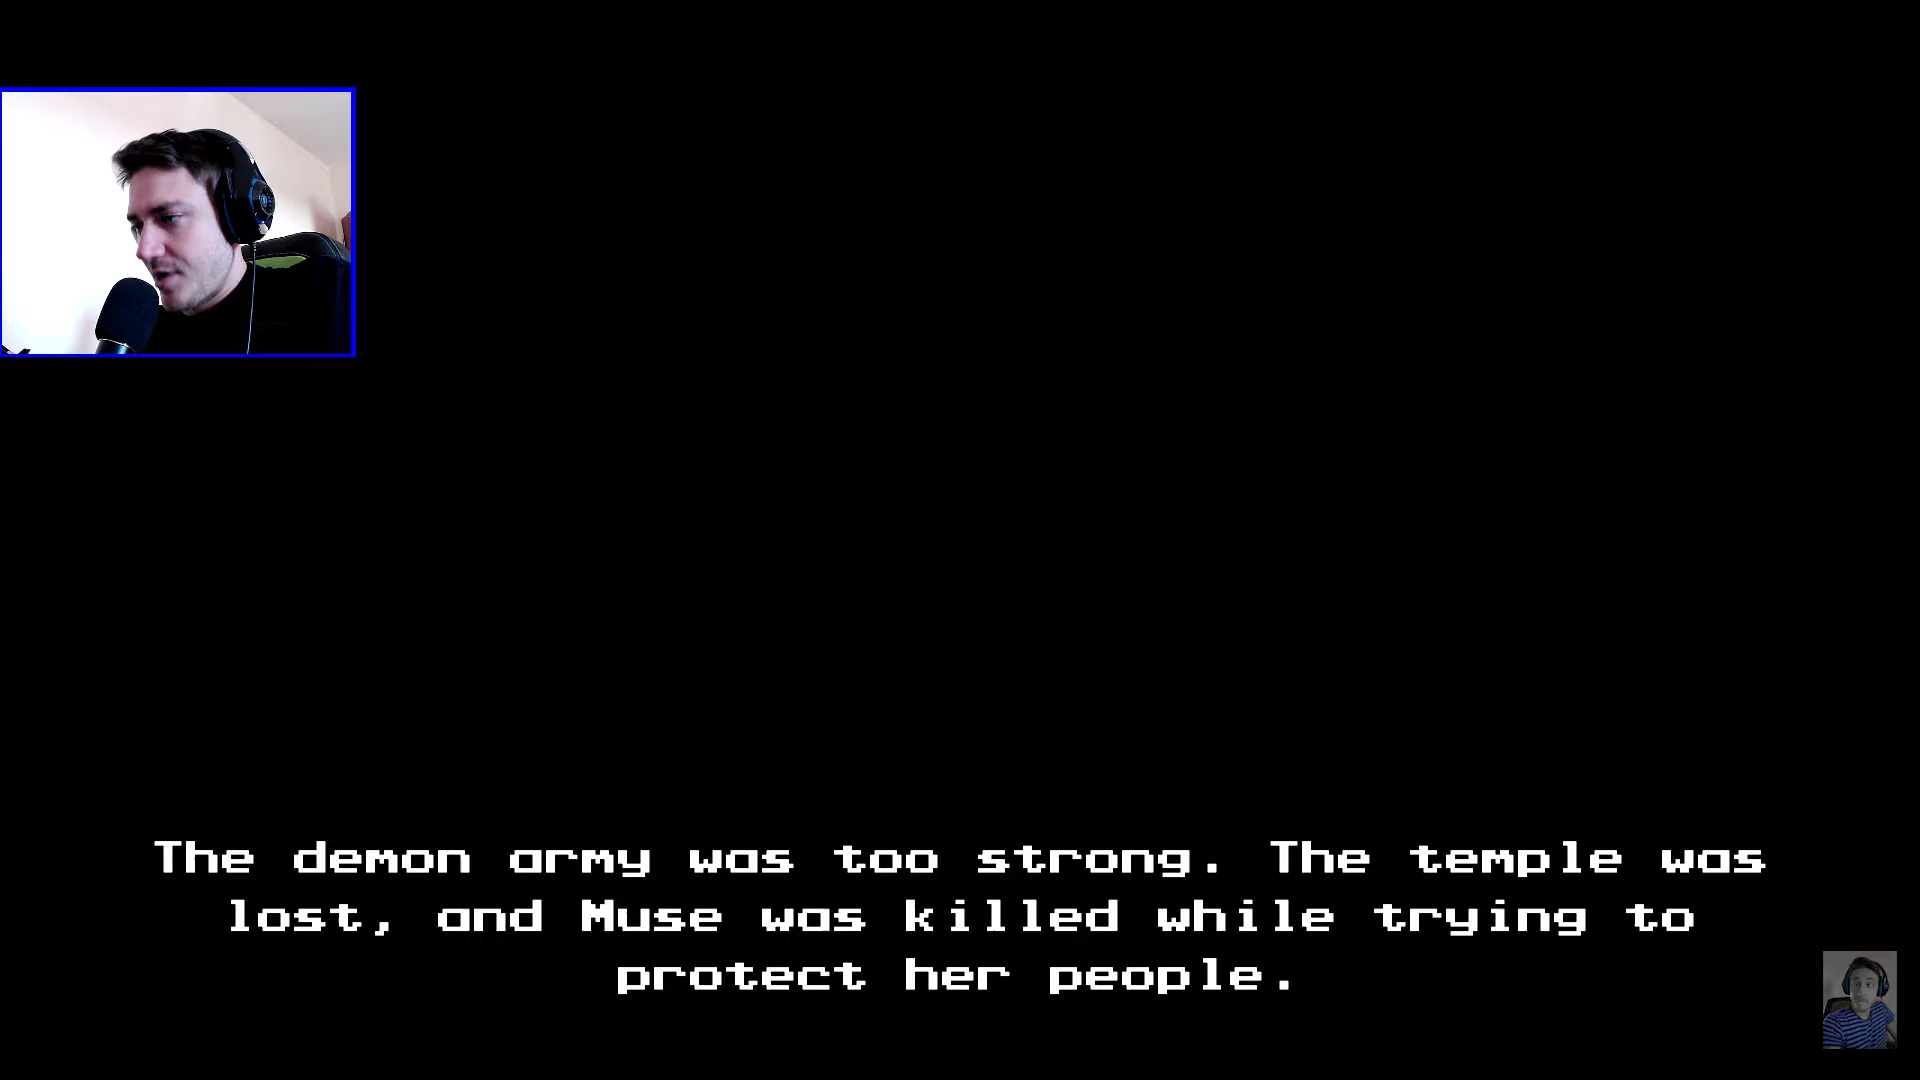 The demon army was too strong. The temple was
lost, and Muse was killed while trying to
protect her people.